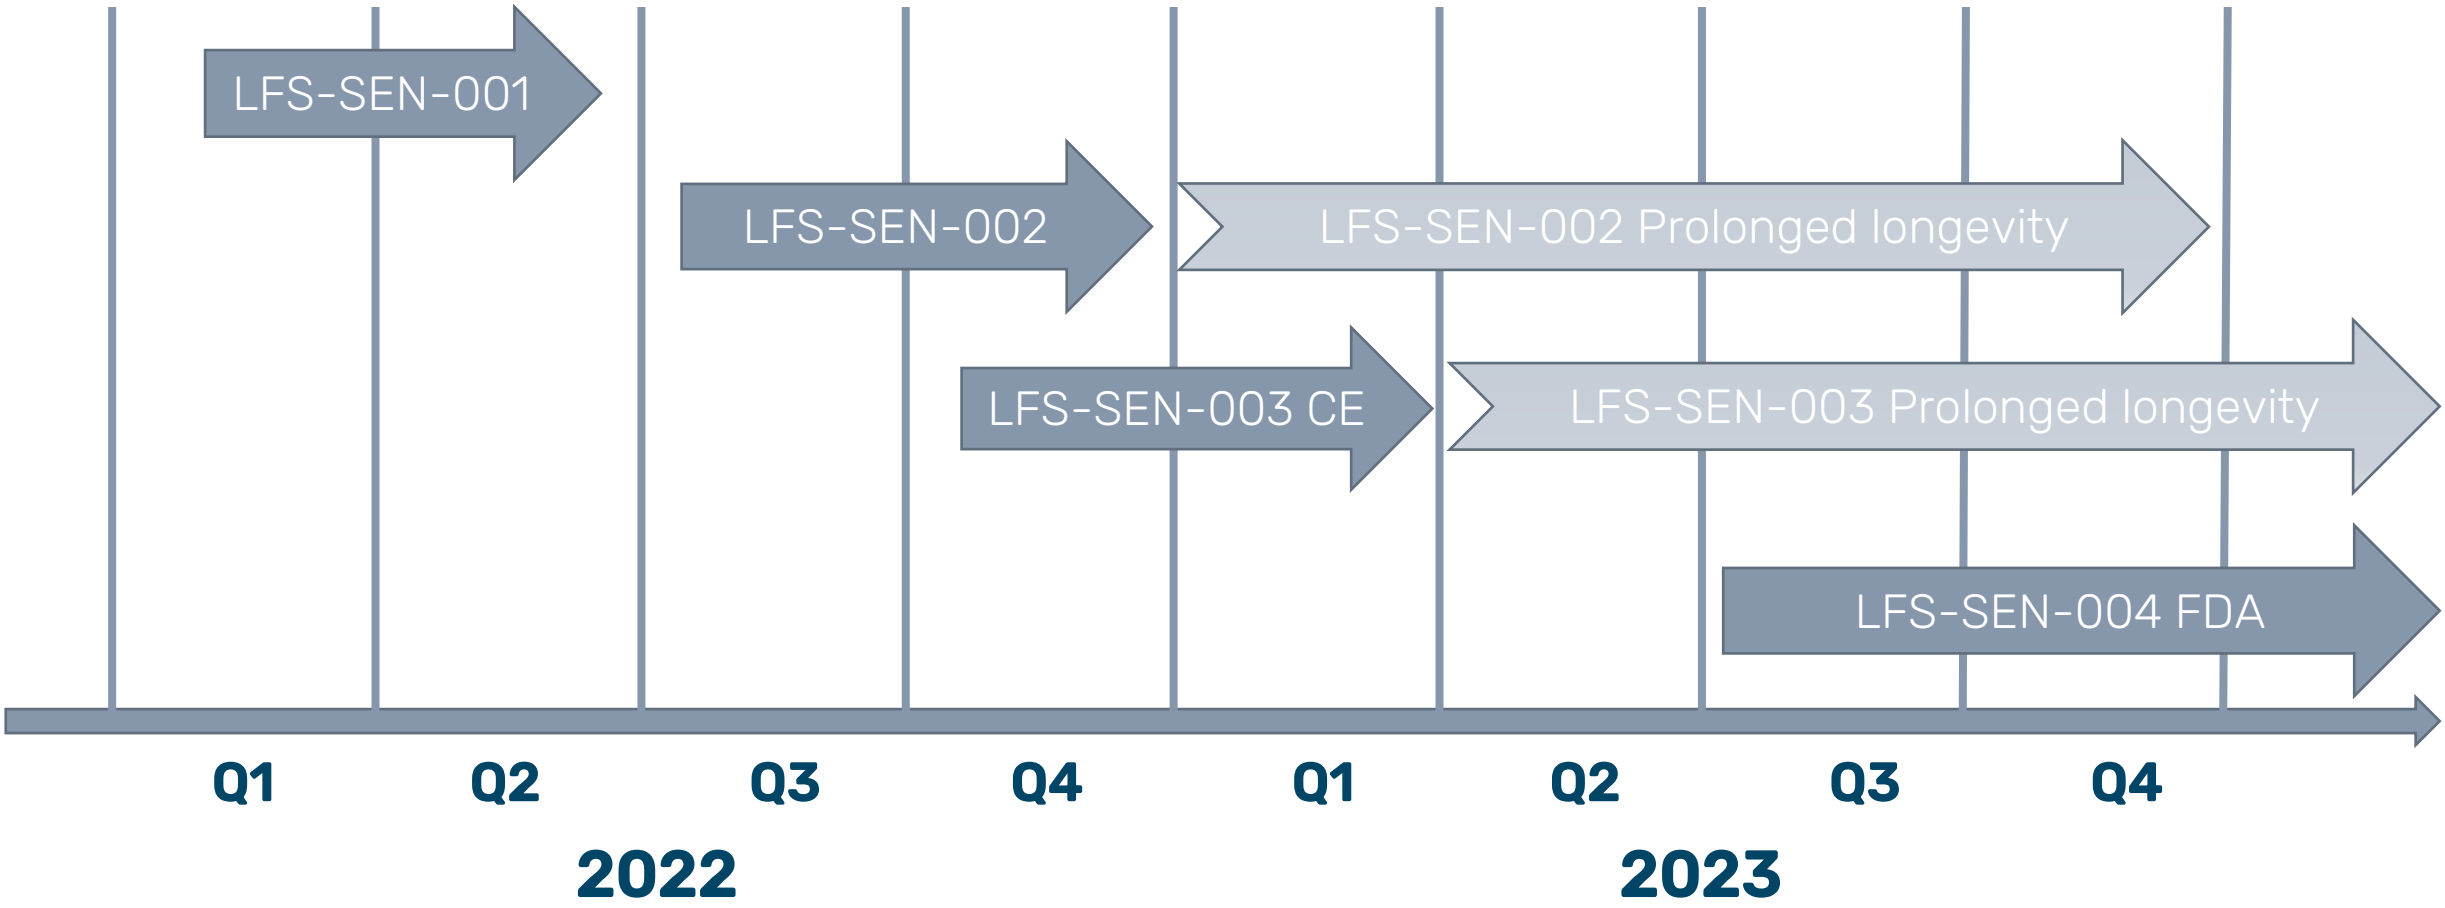 LFS-SEN-001
LFS-SEN-002
LFS-SEN-002 Prolonged longevity
LFS-SEN-003 CE
LFS-SEN-003 Prolonged longevity
LFS-SEN-004 FDA
Q1 Q2 Q3 Q4 Q1 Q2 Q3 Q4
2022 2023